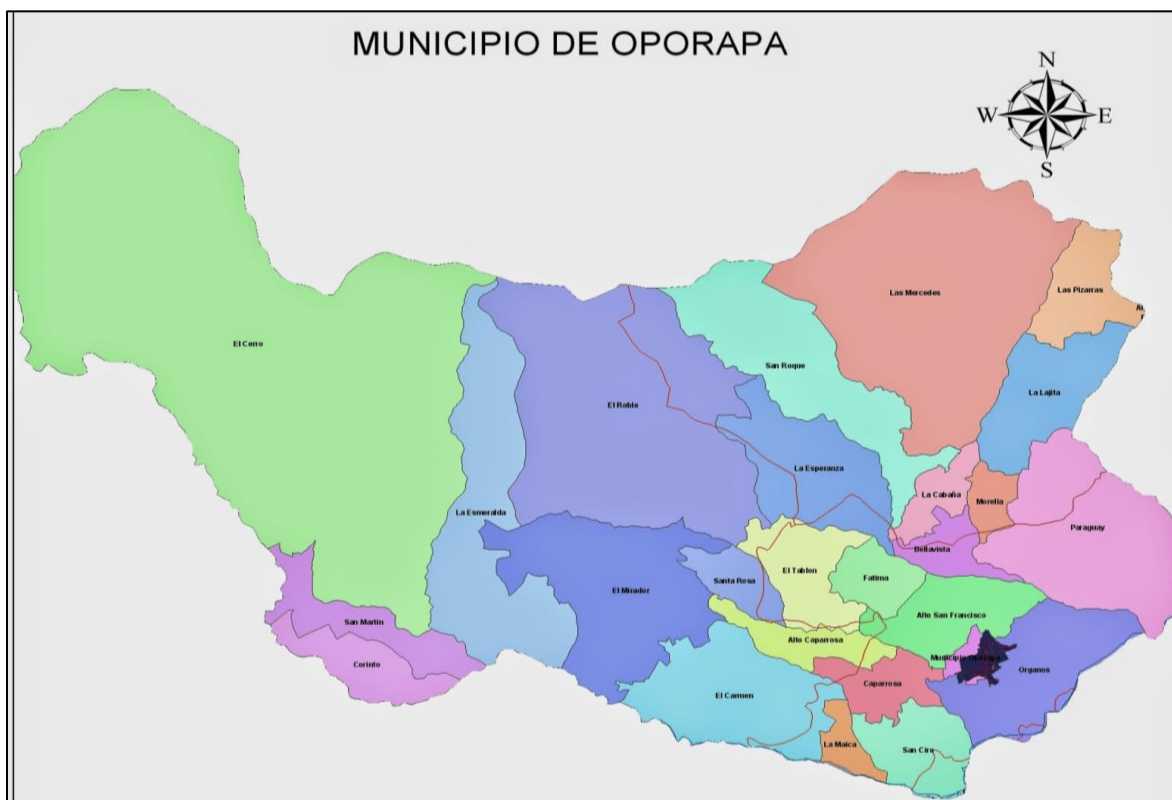 MUNICIPIO DE OPORAPA
N
W E
S
Las Pizarras
Las Mercedes
El Cerro
San Roque
La Lajita
El Roble
La Esperanza
La Cabaña
Morelia
La Esmeralda
Paraguay
Bellavista
El Tablon
Fatima
Santa Rosa
El Mirador
Alto San Francisco
San Martin
Alto Caparrosa
Municipio Oporapa
Corinto
Organos
Caparrosa
El Carmen
La Maica
San Ciro